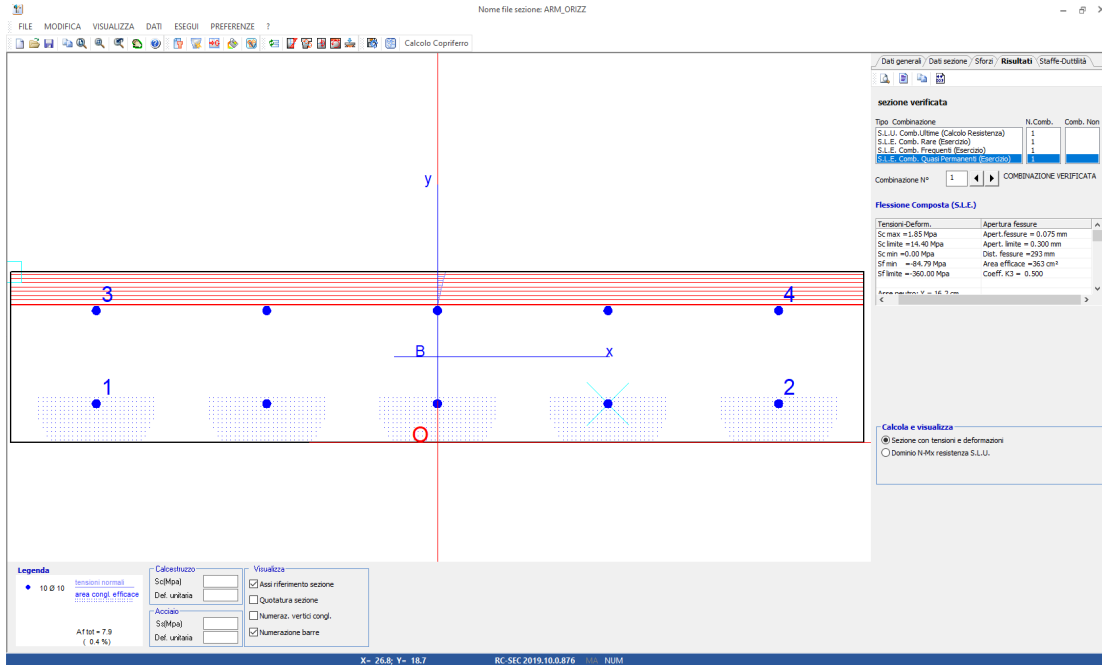 Nome file sezione: ARM_ORIZZ
FILE MODIFICA VISUALIZZA DATI ESEGUI PREFERENZE ?
Calcolo Copriferro
Dati generali Dati sezione Sforzi Risultati Staffe-Duttilità
sezione verificata
Tipo Combinazione N.Comb. Comb. Non
S.L.U. Comb.Ultime (Calcolo Resistenza) 1
S.L.E. Comb. Rare (Esercizio) 1
S.L.E. Comb. Frequenti (Esercizio) 1
S.L.E. Comb. Quasi Permanenti (Esercizio) 1
Combinazione N° 1 COMBINAZIONE VERIFICATA
Flessione Composta (S.L.E.)
Tensioni-Deform. Apertura fessure
Sc max =1.85 Mpa Apert.fessure = 0.075 mm
Sc limite =14.40 Mpa Apert. limite = 0.300 mm
Sc min =0.00 Mpa Dist. fessure =293 mm
Sf min =-84.79 Mpa Area efficace =363 cm²
Sf limite =-360.00 Mpa Coeff. K3 = 0.500
Asse neutro: Y = 16.2 cm
y
3 4
B x
1 2
O
Calcola e visualizza
Sezione con tensioni e deformazioni
Dominio N-Mx resistenza S.L.U.
Legenda
10 Ø 10 tensioni normali
area congl. efficace
Af tot = 7.9
( 0.4 %)
Calcestruzzo
Sc(Mpa)
Def. unitaria
Acciaio
Ss(Mpa)
Def. unitaria
Visualizza
Assi riferimento sezione
Quotatura sezione
Numeraz. vertici congl.
Numerazione barre
X= 26.8; Y= 18.7 RC-SEC 2019.10.0.876 MA NUM